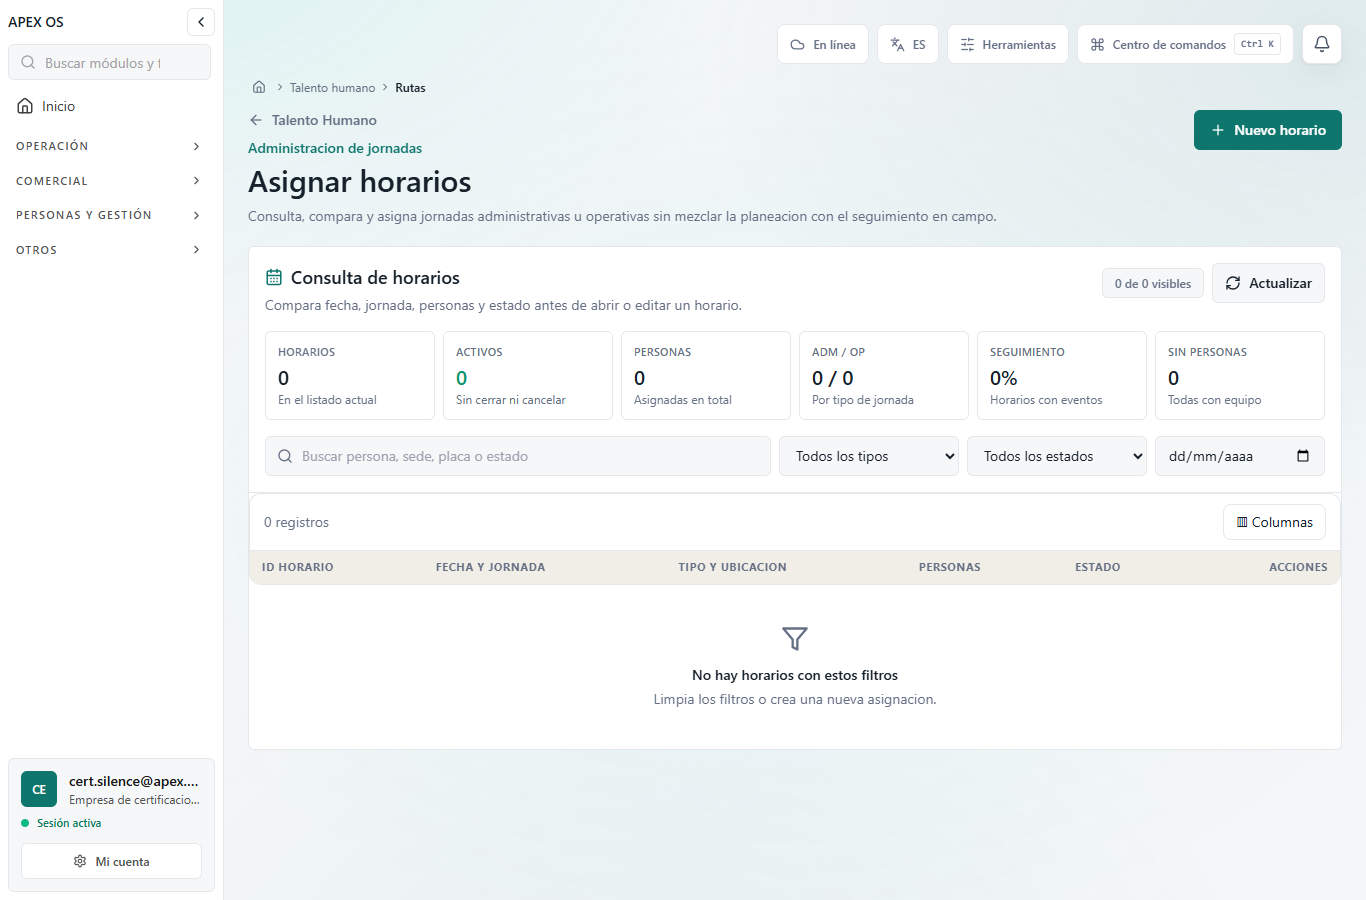 APEX OS
Buscar módulos y f
Inicio
OPERACIÓN
COMERCIAL
PERSONAS Y GESTIÓN
OTROS
CE
cert.silence@apex....
Empresa de certificacio...
Sesión activa
Mi cuenta
En línea
ES
Herramientas
Centro de comandos Ctrl K
Talento humano > Rutas
Talento Humano
Administracion de jornadas
Asignar horarios
Consulta, compara y asigna jornadas administrativas u operativas sin mezclar la planeacion con el seguimiento en campo.
+ Nuevo horario
Consulta de horarios
Compara fecha, jornada, personas y estado antes de abrir o editar un horario.
0 de 0 visibles
Actualizar
HORARIOS
0
En el listado actual
ACTIVOS
0
Sin cerrar ni cancelar
PERSONAS
0
Asignadas en total
ADM / OP
0 / 0
Por tipo de jornada
SEGUIMIENTO
0%
Horarios con eventos
SIN PERSONAS
0
Todas con equipo
Buscar persona, sede, placa o estado
Todos los tipos
Todos los estados
dd/mm/aaaa
0 registros
Columnas
ID HORARIO FECHA Y JORNADA TIPO Y UBICACION PERSONAS ESTADO ACCIONES
No hay horarios con estos filtros
Limpia los filtros o crea una nueva asignacion.